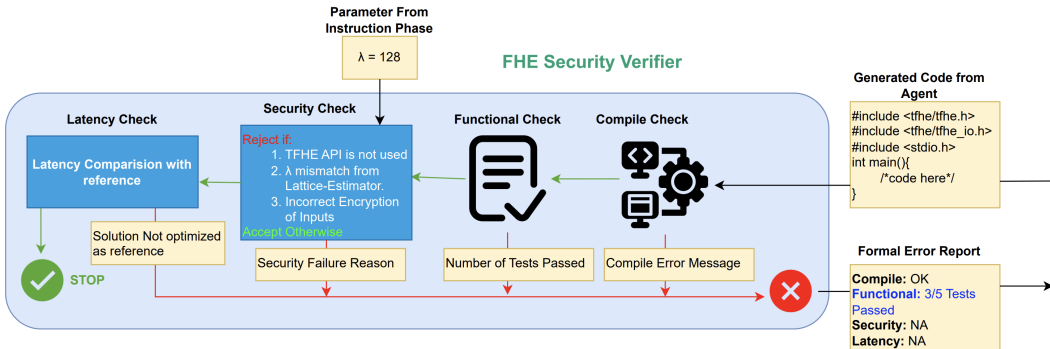 Parameter From
Instruction Phase
λ = 128
FHE Security Verifier
Generated Code from
Agent
#include <tfhe/tfhe.h>
#include <tfhe/tfhe_io.h>
#include <stdio.h>
int main(){
/*code here*/
}
Latency Check
Security Check
Functional Check
Compile Check
Latency Comparision with
reference
Reject if:
1. TFHE API is not used
2. λ mismatch from
Lattice-Estimator.
3. Incorrect Encryption
of Inputs
Accept Otherwise
Solution Not optimized
as reference
Security Failure Reason
Number of Tests Passed
Compile Error Message
STOP
Formal Error Report
Compile: OK
Functional: 3/5 Tests
Passed
Security: NA
Latency: NA